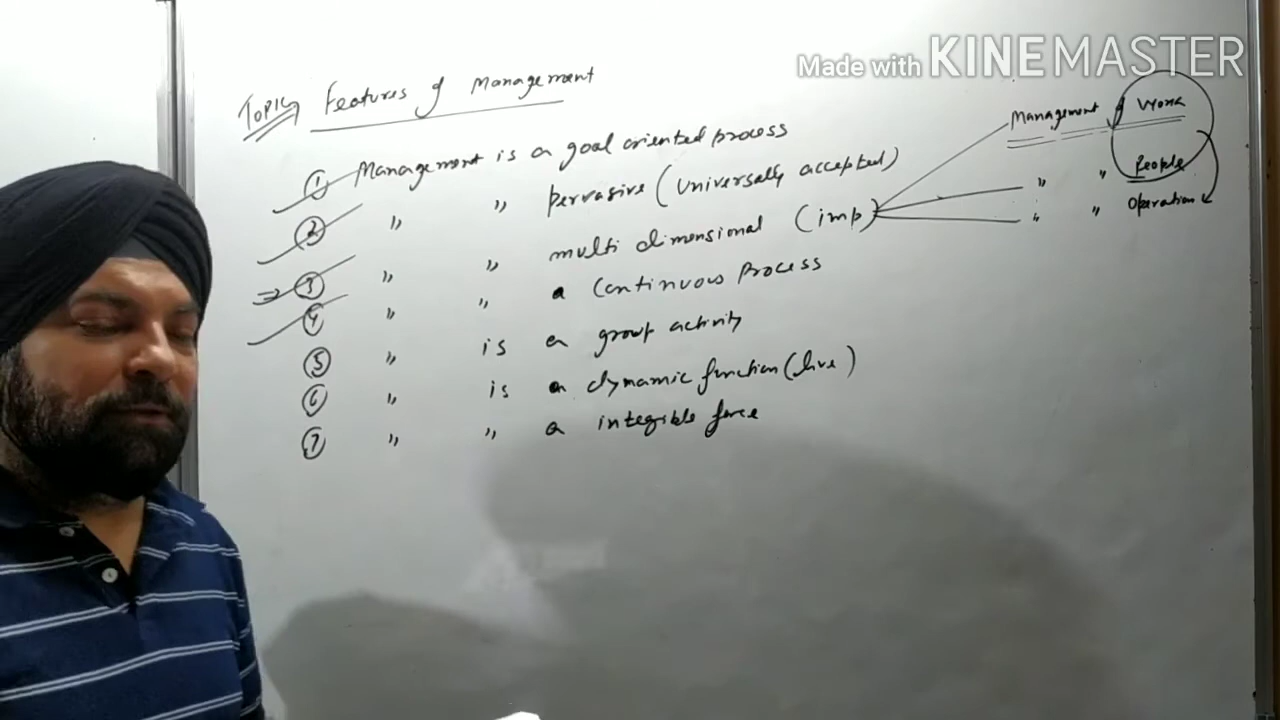 Made with KINEMASTER
TOPIC Features of Management
① Management is a goal oriented process
② " " pervasive (Universally accepted)
③ " " multi dimensional (imp)
④ " " a Continuous Process
⑤ " is a group activity
⑥ " is a dynamic function (live)
⑦ " " a integible force
Management of Work
" " People
" " Operation